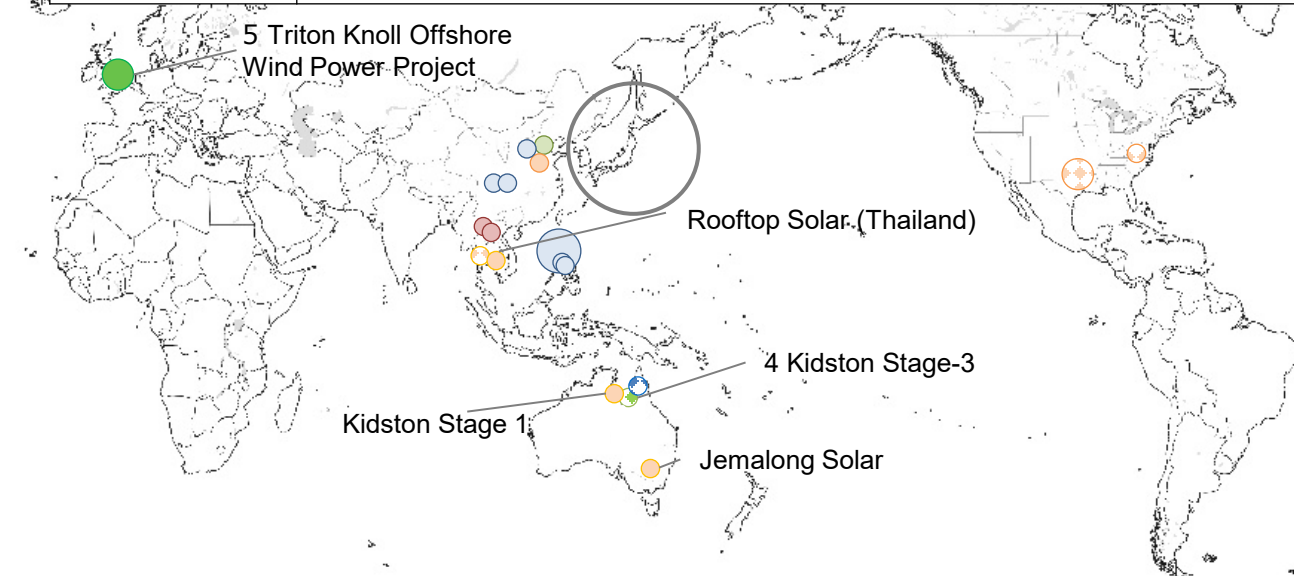 5 Triton Knoll Offshore
Wind Power Project
Rooftop Solar (Thailand)
4 Kidston Stage-3
Kidston Stage 1
Jemalong Solar